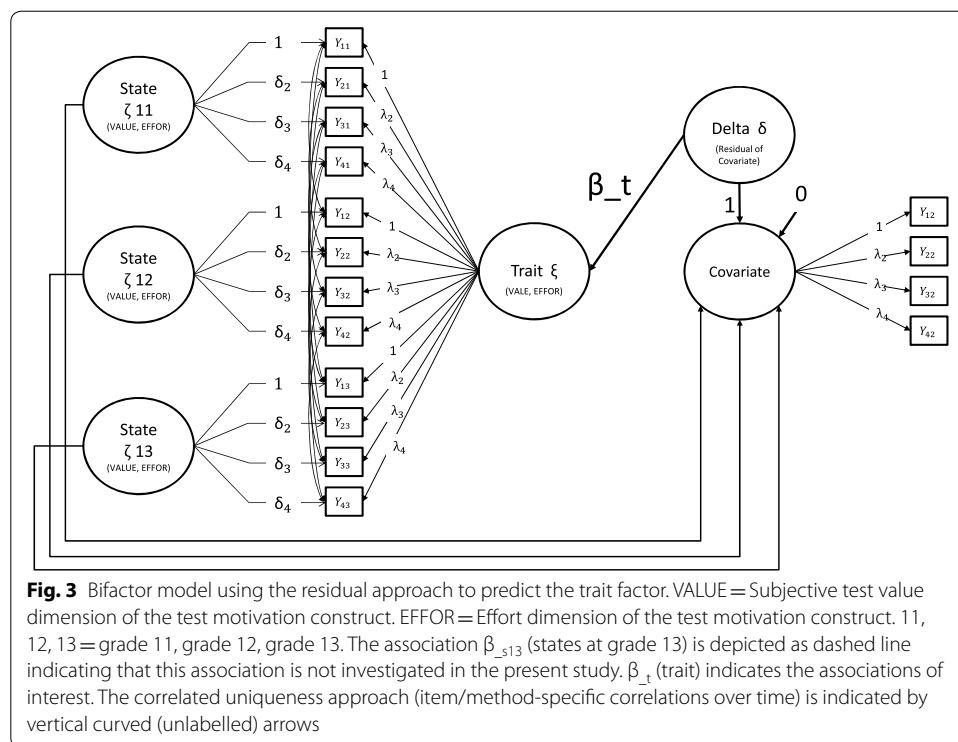 State
ζ 11
(VALUE, EFFOR)
1
δ₂
δ₃
δ₄
Y₁₁
Y₂₁
Y₃₁
Y₄₁
1
λ₂
λ₃
λ₄
State
ζ 12
(VALUE, EFFOR)
1
δ₂
δ₃
δ₄
Y₁₂
Y₂₂
Y₃₂
Y₄₂
1
λ₂
λ₃
λ₄
State
ζ 13
(VALUE, EFFOR)
1
δ₂
δ₃
δ₄
Y₁₃
Y₂₃
Y₃₃
Y₄₃
1
λ₂
λ₃
λ₄
Trait ξ
(VALE, EFFOR)
β_t
Delta δ
(Residual of
Covariate)
1
0
Covariate
1
λ₂
λ₃
λ₄
Y₁₂
Y₂₂
Y₃₂
Y₄₂
Fig. 3 Bifactor model using the residual approach to predict the trait factor. VALUE = Subjective test value
dimension of the test motivation construct. EFFOR = Effort dimension of the test motivation construct. 11,
12, 13 = grade 11, grade 12, grade 13. The association β_s13 (states at grade 13) is depicted as dashed line
indicating that this association is not investigated in the present study. β_t (trait) indicates the associations of
interest. The correlated uniqueness approach (item/method-specific correlations over time) is indicated by
vertical curved (unlabelled) arrows